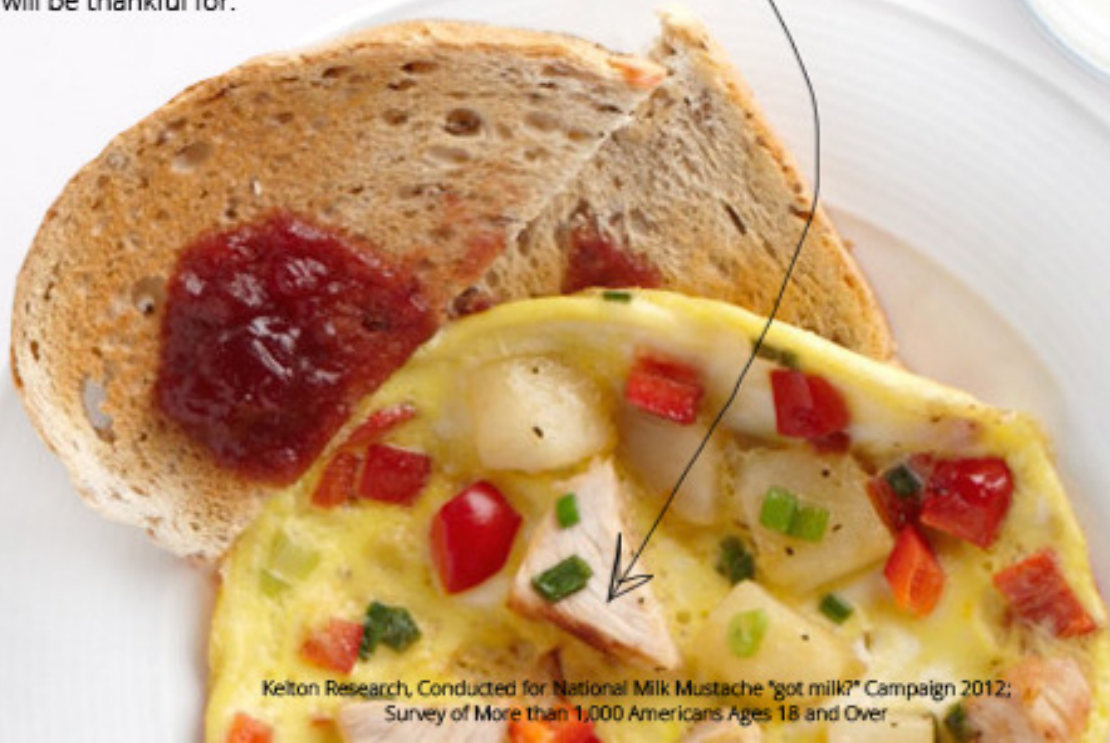 will be thankful for.
Kelton Research, Conducted for National Milk Mustache "got milk?" Campaign 2012;
Survey of More than 1,000 Americans Ages 18 and Over